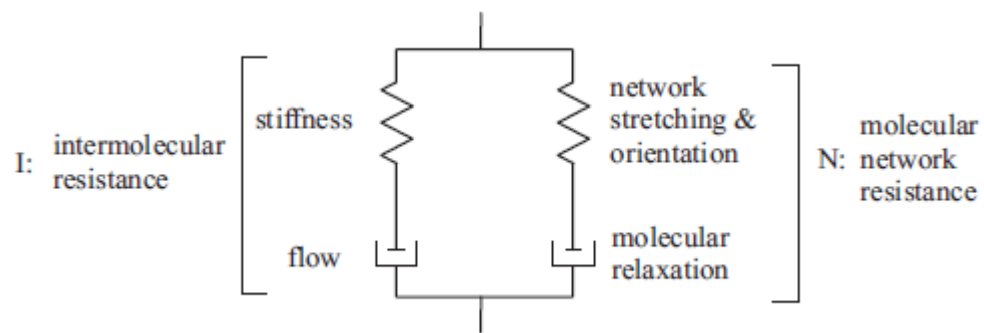 I:
intermolecular
resistance
stiffness
flow
network
stretching &
orientation
molecular
relaxation
N:
molecular
network
resistance